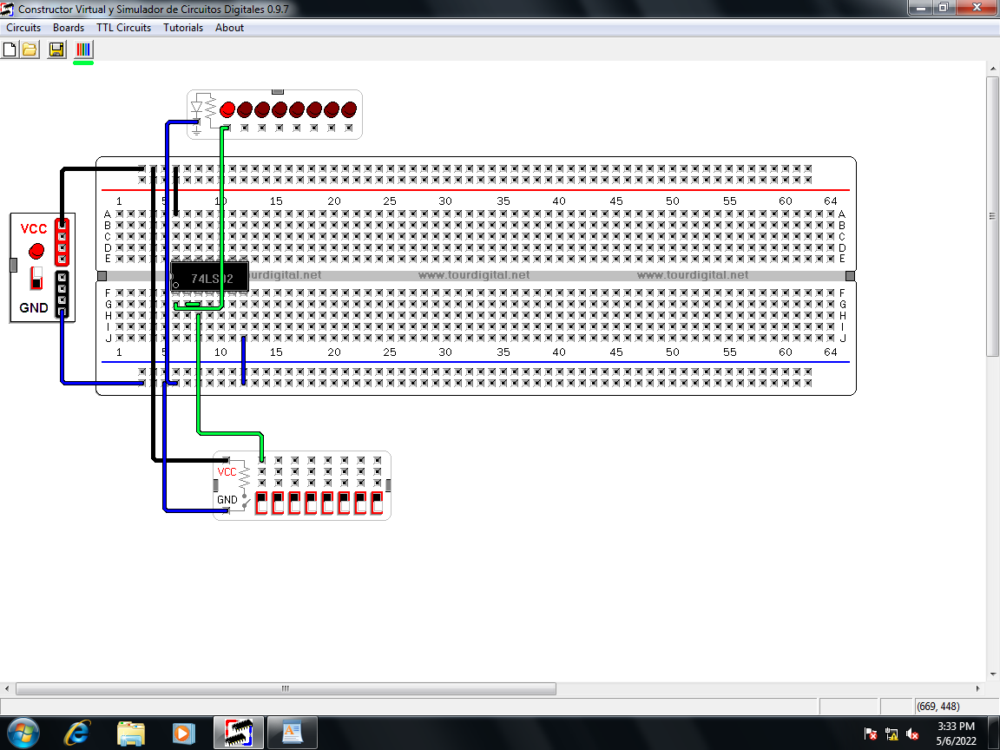 Constructor Virtual y Simulador de Circuitos Digitales 0.9.7
Circuits Boards TTL Circuits Tutorials About
1 5 10 15 20 25 30 35 40 45 50 55 60 64
A A
B B
C C
D D
E E
VCC
GND
74LS02
ourdigital.net www.tourdigital.net www.tourdigital.net
F F
G G
H H
I I
J J
1 5 10 15 20 25 30 35 40 45 50 55 60 64
VCC
GND
(669, 448)
3:33 PM
5/6/2022